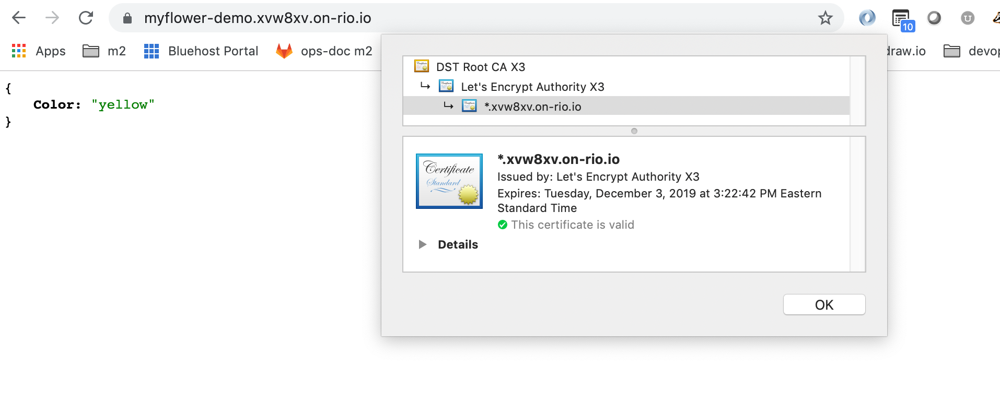 myflower-demo.xvw8xv.on-rio.io
10
U
Apps m2 Bluehost Portal ops-doc m2 draw.io devop
{
Color: "yellow"
}
DST Root CA X3
Let's Encrypt Authority X3
*.xvw8xv.on-rio.io
Certificate
Standard
*.xvw8xv.on-rio.io
Issued by: Let's Encrypt Authority X3
Expires: Tuesday, December 3, 2019 at 3:22:42 PM Eastern
Standard Time
This certificate is valid
Details
OK